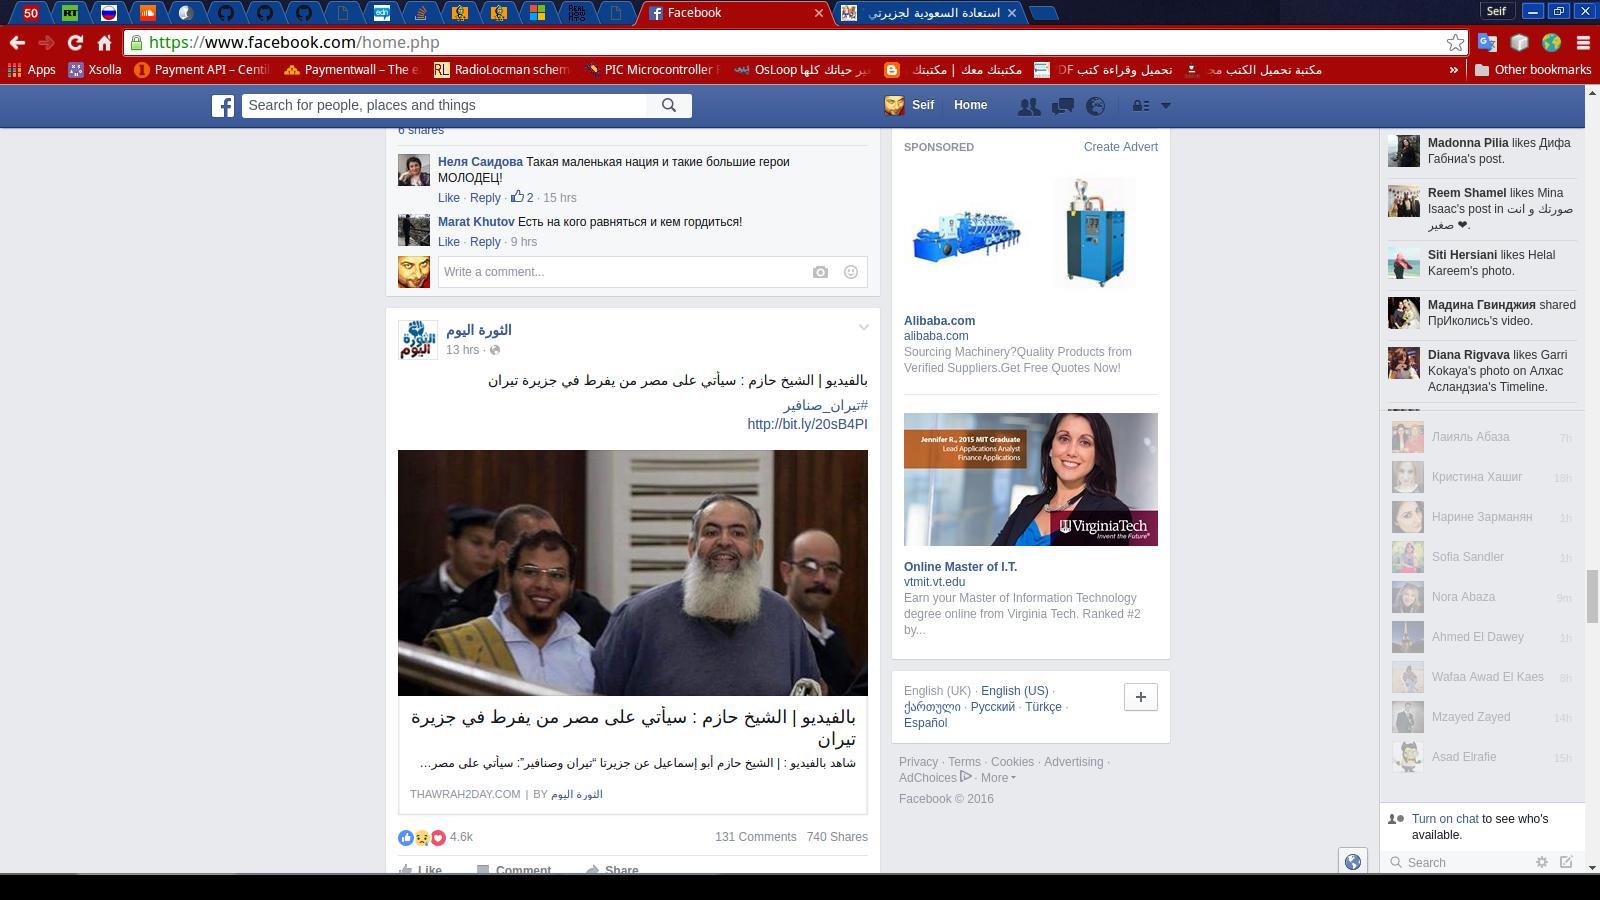 50
RT
edn
Facebook
استعادة السعودية لجزيرتي
Seif
https://www.facebook.com/home.php
Apps
Xsolla
Payment API – Centi
Paymentwall – The e
RL
RadioLocman schem
PIC Microcontroller
OsLoop غير حياتك كلها
مكتبتك معك | مكتبتك
تحميل وقراءة كتب
مكتبة تحميل الكتب مج
»
Other bookmarks
Search for people, places and things
Seif
Home
6 shares
Неля Саидова Такая маленькая нация и такие большие герои
МОЛОДЕЦ!
Like · Reply · 2 · 15 hrs
Marat Khutov Есть на кого равняться и кем гордиться!
Like · Reply · 9 hrs
Write a comment...
الثورة اليوم
الثورة اليوم
13 hrs ·
بالفيديو | الشيخ حازم : سيأتي على مصر من يفرط في جزيرة تيران
#تيران_صنافير
http://bit.ly/20sB4PI
بالفيديو | الشيخ حازم : سيأتي على مصر من يفرط في جزيرة
تيران
شاهد بالفيديو : | الشيخ حازم أبو إسماعيل عن جزيرتا “تيران وصنافير”: سيأتي على مصر...
THAWRAH2DAY.COM | BY الثورة اليوم
4.6k
131 Comments 740 Shares
Like
Comment
Share
SPONSORED
Create Advert
Alibaba.com
alibaba.com
Sourcing Machinery?Quality Products from
Verified Suppliers.Get Free Quotes Now!
Jennifer R., 2015 MIT Graduate
Lead Applications Analyst
Finance Applications
VirginiaTech
Invent the Future®
Online Master of I.T.
vtmit.vt.edu
Earn your Master of Information Technology
degree online from Virginia Tech. Ranked #2
by...
English (UK) · English (US) ·
ქართული · Русский · Türkçe ·
Español
+
Privacy · Terms · Cookies · Advertising ·
AdChoices · More
Facebook © 2016
Madonna Pilia likes Дифа
Габниа's post.
Reem Shamel likes Mina
Isaac's post in صورتك و انت
صغير ❤.
Siti Hersiani likes Helal
Kareem's photo.
Мадина Гвинджия shared
ПрИколись's video.
Diana Rigvava likes Garri
Kokaya's photo on Алхас
Асландзиа's Timeline.
Лаияль Абаза 7h
Кристина Хашиг 18h
Нарине Зарманян 1h
Sofia Sandler 1h
Nora Abaza 9m
Ahmed El Dawey 1h
Wafaa Awad El Kaes 8h
Mzayed Zayed 14h
Asad Elrafie 15h
Turn on chat to see who's
available.
Search